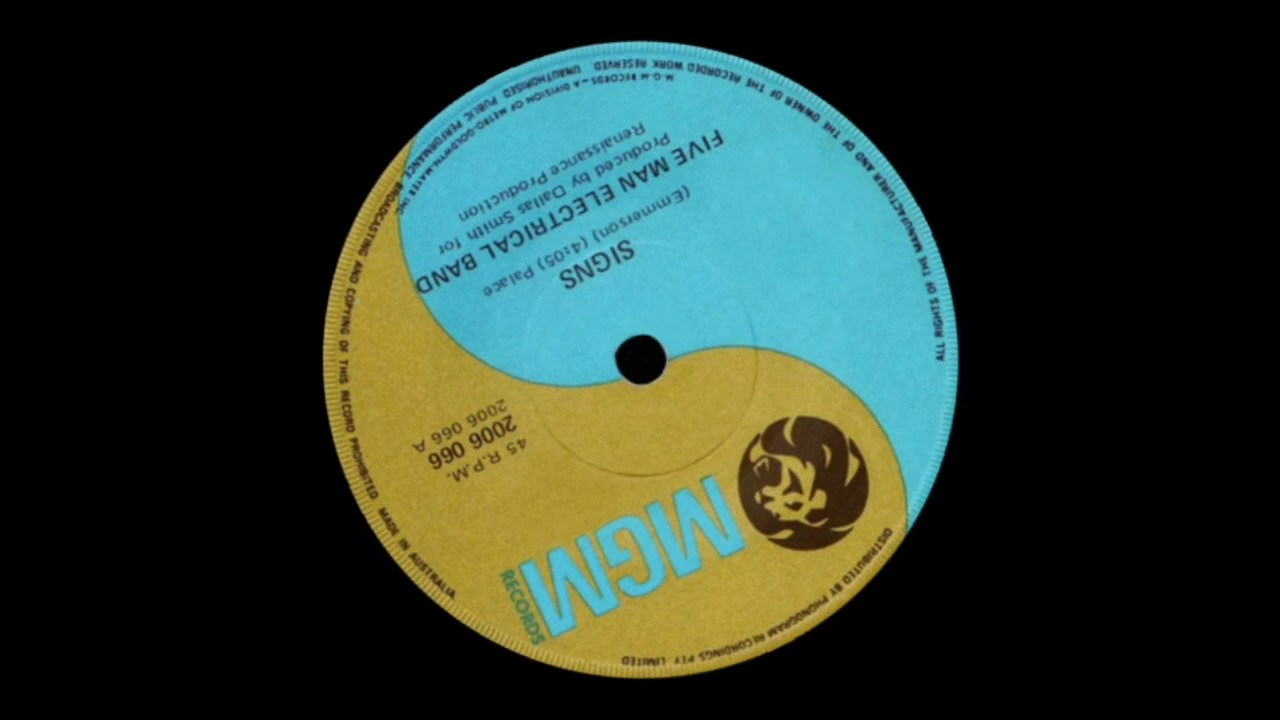 MGM
RECORDS
45 R.P.M.
2006 066
2006 066 A
SIGNS
(Emmerson) (4:05) Palace
FIVE MAN ELECTRICAL BAND
Produced by Dallas Smith for
Renaissance Production
M-G-M RECORDS - A DIVISION OF METRO-GOLDWYN-MAYER INC.
ALL RIGHTS OF THE MANUFACTURER AND OF THE OWNER OF THE RECORDED WORK RESERVED UNAUTHORISED PUBLIC PERFORMANCE BROADCASTING AND COPYING OF THIS RECORD PROHIBITED MADE IN AUSTRALIA
DISTRIBUTED BY PHONOGRAM RECORDINGS PTY. LIMITED